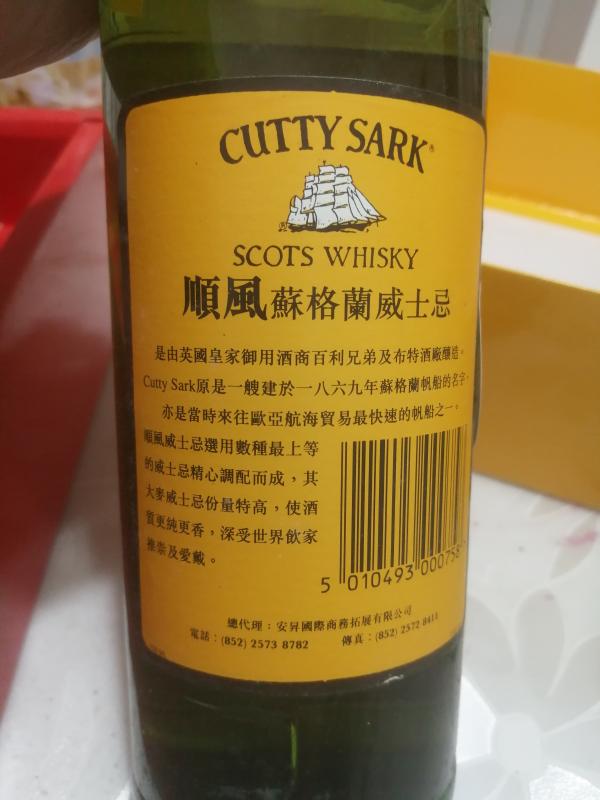 CUTTY SARK®
SCOTS WHISKY
順風蘇格蘭威士忌
是由英國皇家御用酒商百利兄弟及布特酒廠釀造。
Cutty Sark原是一艘建於一八六九年蘇格蘭帆船的名字，
亦是當時來往歐亞航海貿易最快速的帆船之一。
順風威士忌選用數種最上等
的威士忌精心調配而成，其
大麥威士忌份量特高，使酒
質更純更香，深受世界飲家
推崇及愛戴。
5 010493 000758
總代理：安昇國際商務拓展有限公司
電話：(852) 2573 8782 傳真：(852) 2572 8414